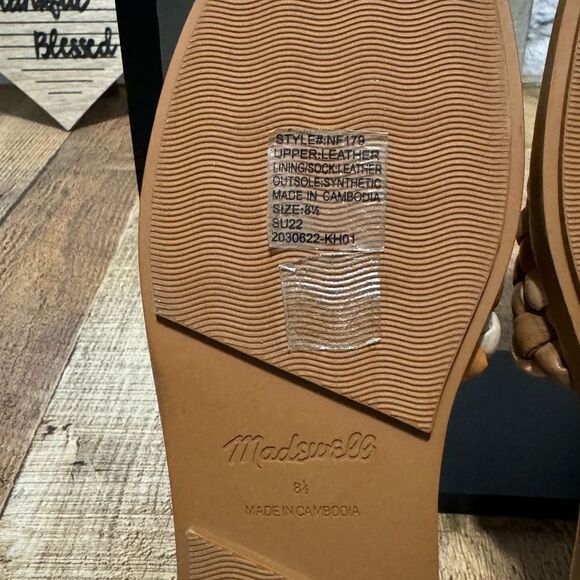 Blessed
STYLE#:NF179
UPPER:LEATHER
LINING/SOCK:LEATHER
OUTSOLE:SYNTHETIC
MADE IN CAMBODIA
SIZE:8½
SU22
2030622-KH01
Madewell
8½
MADE IN CAMBODIA